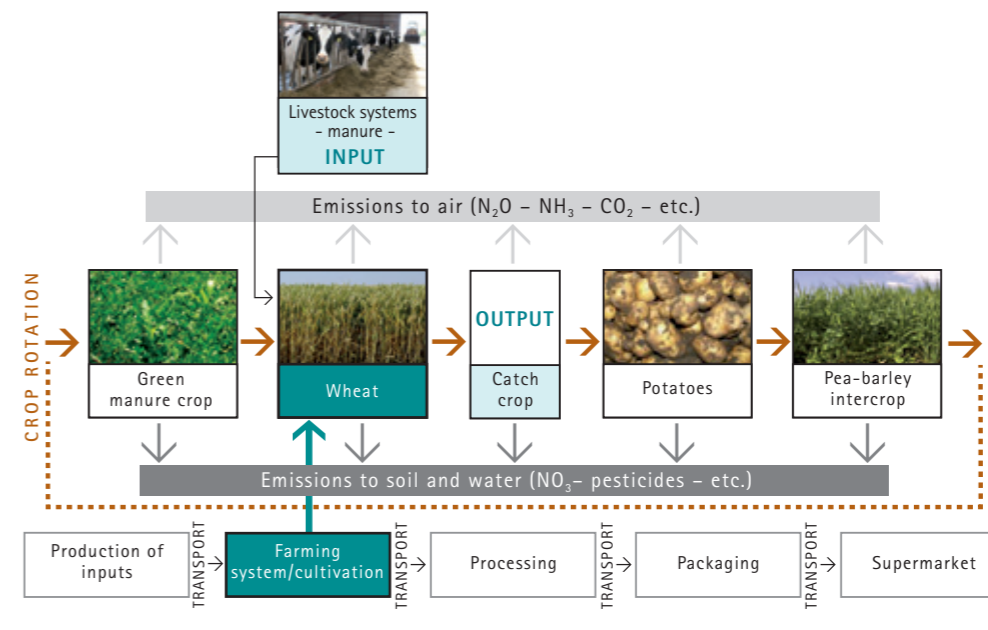 Livestock systems
- manure -
INPUT
Emissions to air (N₂O – NH₃ – CO₂ – etc.)
CROP ROTATION
Green
manure crop
Wheat
OUTPUT
Catch
crop
Potatoes
Pea-barley
intercrop
Emissions to soil and water (NO₃– pesticides – etc.)
Production of
inputs
TRANSPORT
Farming
system/cultivation
TRANSPORT
Processing
TRANSPORT
Packaging
TRANSPORT
Supermarket